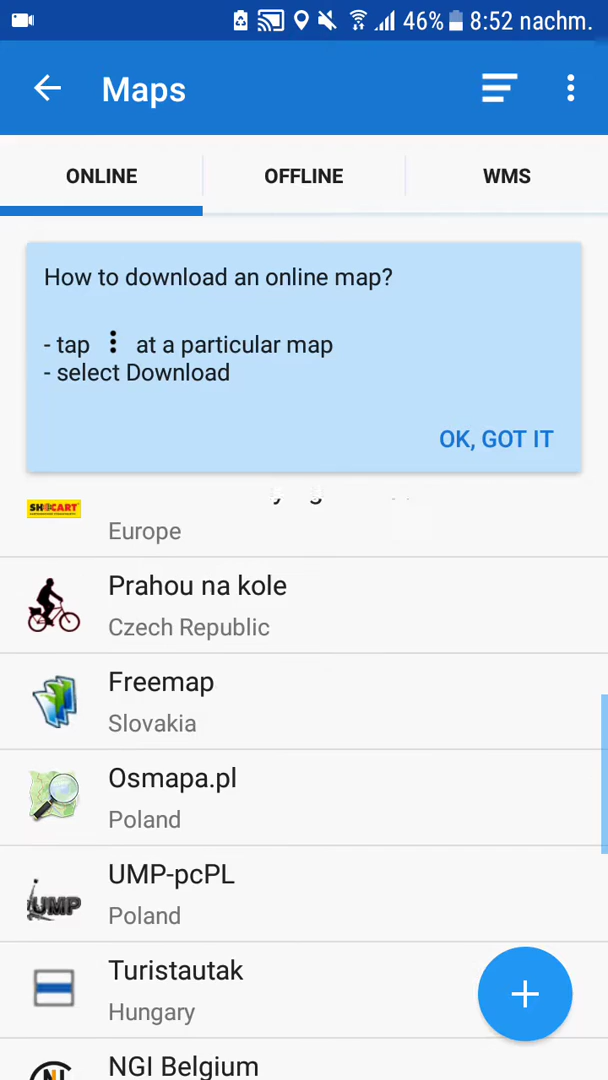 46% 8:52 nachm.
Maps
ONLINE OFFLINE WMS
How to download an online map?
- tap ⋮ at a particular map
- select Download
OK, GOT IT
SHOCART
Europe
Prahou na kole
Czech Republic
Freemap
Slovakia
Osmapa.pl
Poland
UMP-pcPL
UMP
Poland
Turistautak
Hungary
NGI Belgium